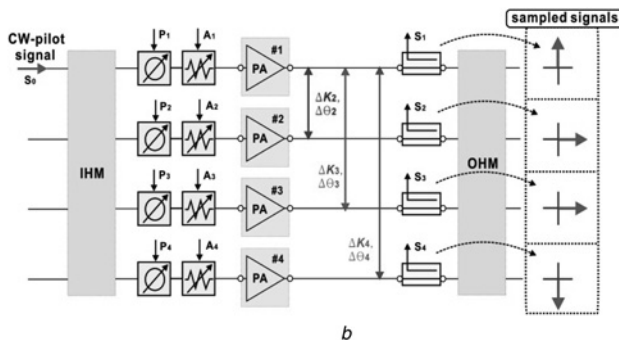 sampled signals
CW-pilot
signal
S₀
IHM
P₁
A₁
PA
#1
S₁
ΔK₂,
ΔΘ₂
P₂
A₂
PA
#2
S₂
ΔK₃,
ΔΘ₃
P₃
A₃
PA
#3
S₃
ΔK₄,
ΔΘ₄
P₄
A₄
PA
#4
S₄
OHM
b